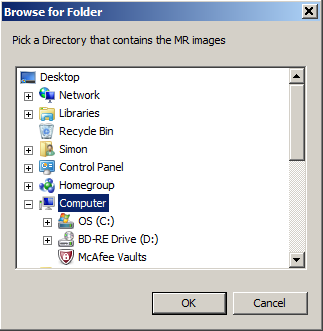 Browse for Folder
Pick a Directory that contains the MR images
Desktop
Network
Libraries
Recycle Bin
Simon
Control Panel
Homegroup
Computer
OS (C:)
BD-RE Drive (D:)
McAfee Vaults
OK Cancel